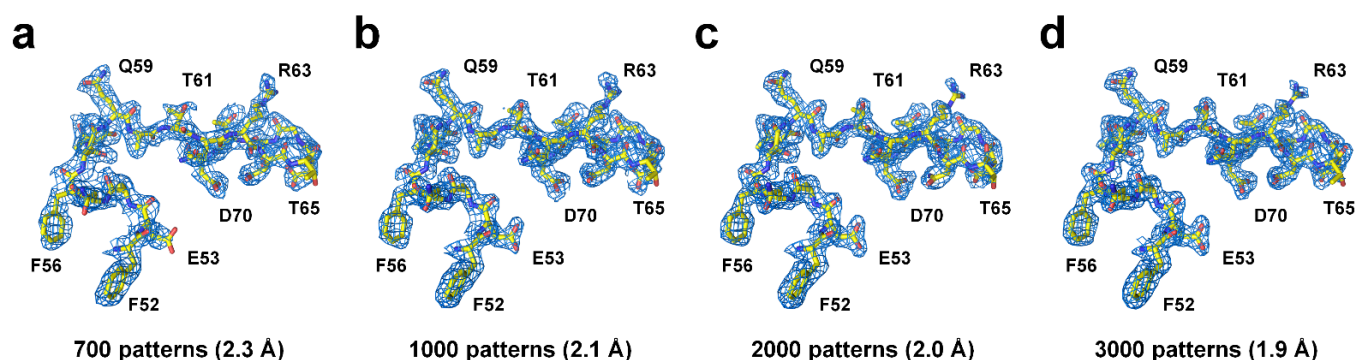 a
Q59
T61
R63
F56
D70
T65
E53
F52
700 patterns (2.3 Å)
b
Q59
T61
R63
F56
D70
T65
E53
F52
1000 patterns (2.1 Å)
c
Q59
T61
R63
F56
D70
T65
E53
F52
2000 patterns (2.0 Å)
d
Q59
T61
R63
F56
D70
T65
E53
F52
3000 patterns (1.9 Å)